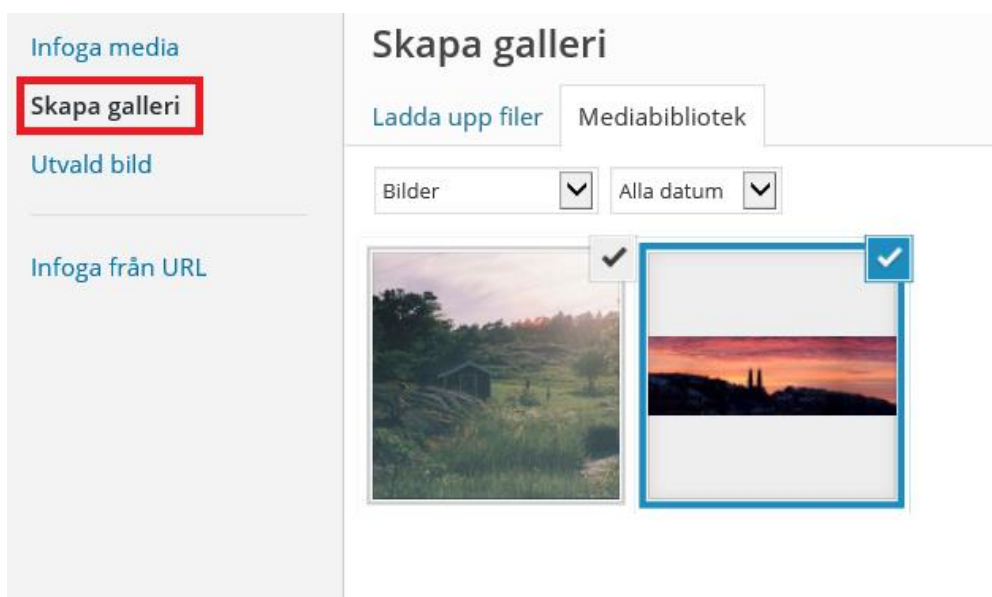 Infoga media
Skapa galleri
Utvald bild
Infoga från URL
Skapa galleri
Ladda upp filer
Mediabibliotek
Bilder
Alla datum